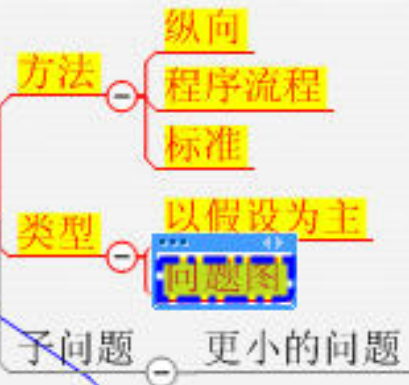 纵向
方法
程序流程
标准
以假设为主
类型
问题图
子问题 更小的问题